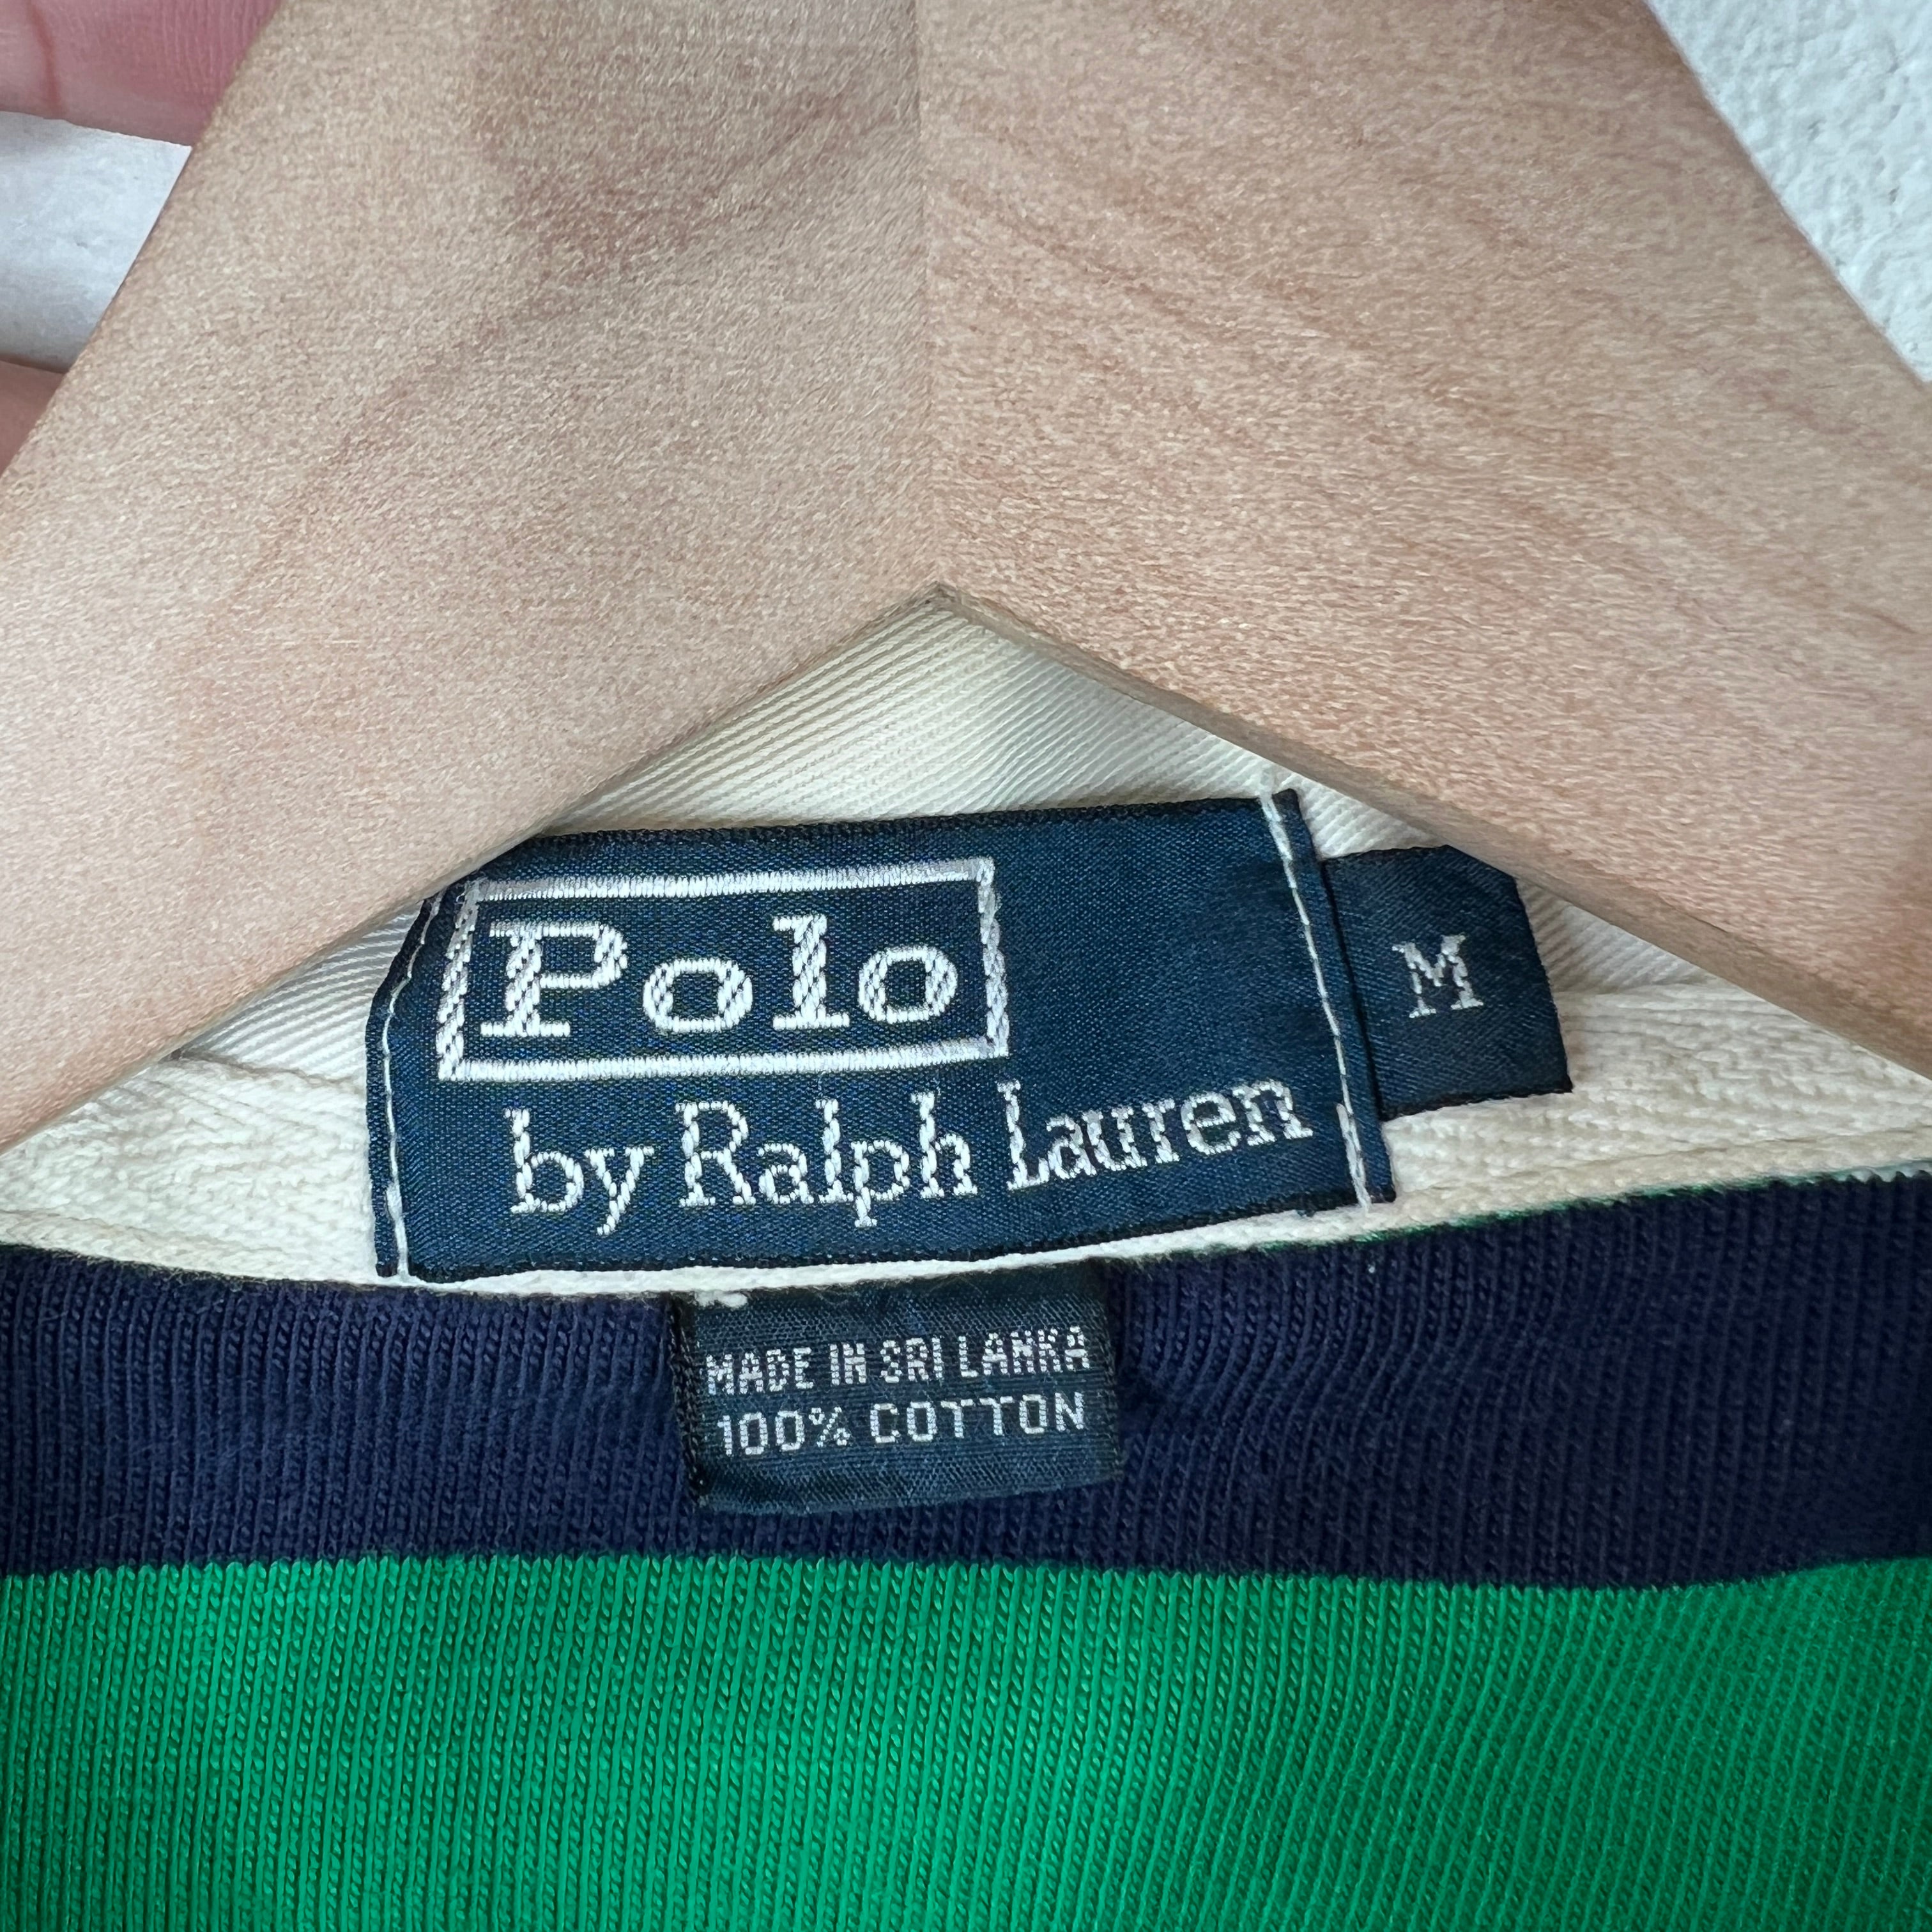 Polo
by Ralph Lauren
M
MADE IN SRI LANKA
100% COTTON